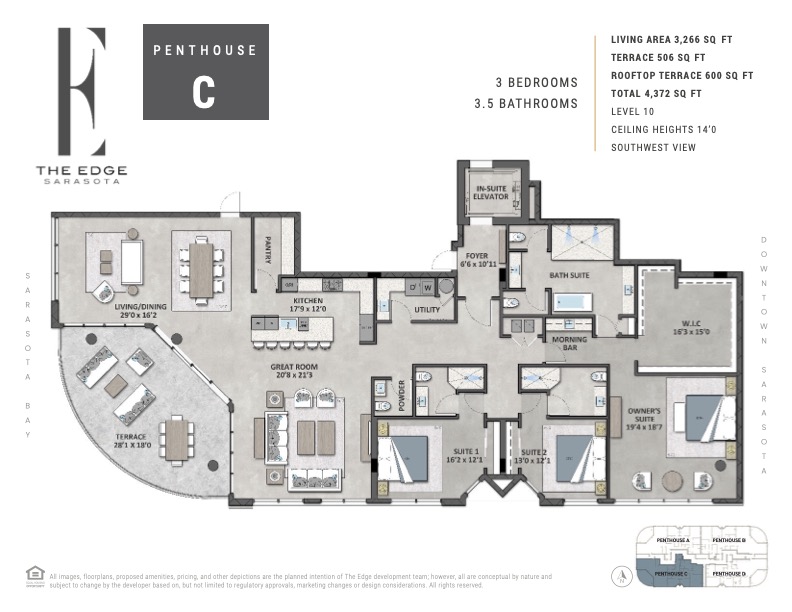 PENTHOUSE
C
THE EDGE
SARASOTA
3 BEDROOMS
3.5 BATHROOMS
LIVING AREA 3,266 SQ FT
TERRACE 506 SQ FT
ROOFTOP TERRACE 600 SQ FT
TOTAL 4,372 SQ FT
LEVEL 10
CEILING HEIGHTS 14'0
SOUTHWEST VIEW
IN-SUITE
ELEVATOR
FOYER
6'6 x 10'11
PANTRY
BATH SUITE
LIVING/DINING
29'0 x 16'2
KITCHEN
17'9 x 12'0
D
W
UTILITY
W.I.C
16'3 x 15'0
MORNING
BAR
GREAT ROOM
20'8 x 21'3
POWDER
OWNER'S
SUITE
19'4 x 18'7
TERRACE
28'1 X 18'0
SUITE 1
16'2 x 12'1
SUITE 2
13'0 x 12'1
SARASOTA BAY
DOWNTOWN SARASOTA
PENTHOUSE A
PENTHOUSE B
PENTHOUSE C
PENTHOUSE D
N
All images, floorplans, proposed amenities, pricing, and other depictions are the planned intention of The Edge development team; however, all are conceptual by nature and
subject to change by the developer based on, but not limited to regulatory approvals, marketing changes or design considerations. All rights reserved.